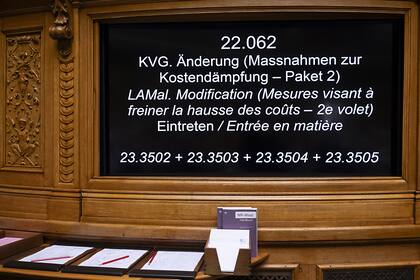 22.062
KVG. Änderung (Massnahmen zur
Kostendämpfung – Paket 2)
LAMal. Modification (Mesures visant à
freiner la hausse des coûts – 2e volet)
Eintreten / Entrée en matière
23.3502 + 23.3503 + 23.3504 + 23.3505